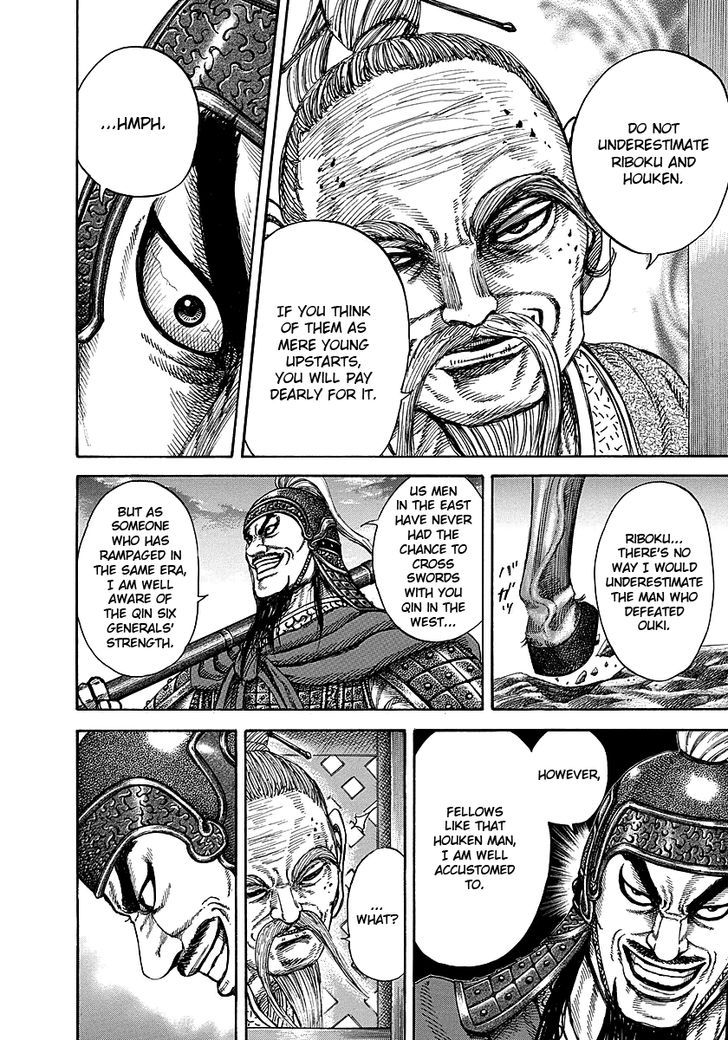 DO NOT
UNDERESTIMATE
RIBOKU AND
HOUKEN.
IF YOU THINK
OF THEM AS
MERE YOUNG
UPSTARTS,
YOU WILL PAY
DEARLY FOR IT.
...HMPH.
RIBOKU...
THERE'S NO
WAY I WOULD
UNDERESTIMATE
THE MAN WHO
DEFEATED
OUKI.
ガガッ
US MEN
IN THE EAST
HAVE NEVER
HAD THE
CHANCE TO
CROSS
SWORDS
WITH YOU
QIN IN THE
WEST...
BUT AS
SOMEONE
WHO HAS
RAMPAGED IN
THE SAME ERA,
I AM WELL
AWARE OF
THE QIN SIX
GENERALS'
STRENGTH.
HOWEVER,
FELLOWS
LIKE THAT
HOUKEN MAN,
I AM WELL
ACCUSTOMED
TO.
...
WHAT?